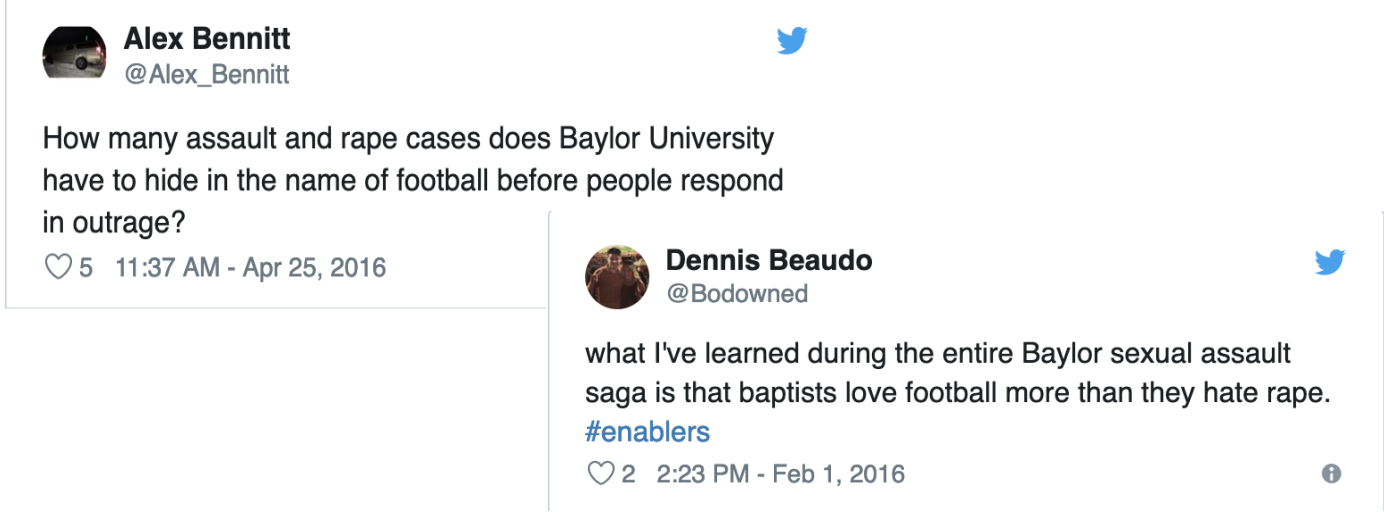 Alex Bennitt
@Alex_Bennitt
How many assault and rape cases does Baylor University
have to hide in the name of football before people respond
in outrage?
5 11:37 AM - Apr 25, 2016
Dennis Beaudo
@Bodowned
what I've learned during the entire Baylor sexual assault
saga is that baptists love football more than they hate rape.
#enablers
2 2:23 PM - Feb 1, 2016